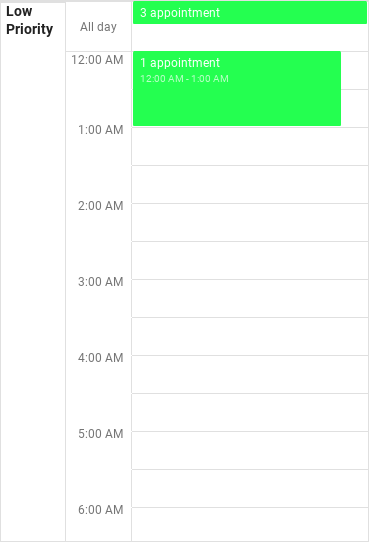 Low
Priority
All day
3 appointment
12:00 AM
1 appointment
12:00 AM - 1:00 AM
1:00 AM
2:00 AM
3:00 AM
4:00 AM
5:00 AM
6:00 AM